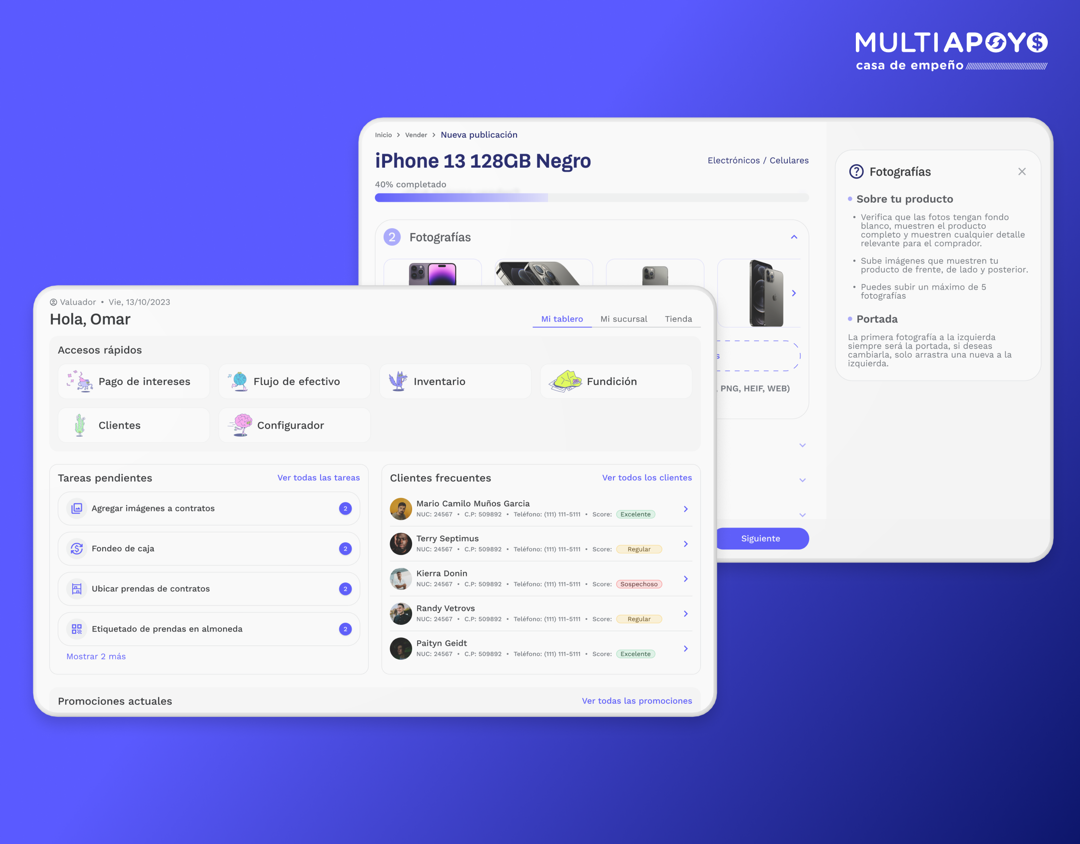 MULTIAPOYO
casa de empeño
Inicio > Vender > Nueva publicación
iPhone 13 128GB Negro
Electrónicos / Celulares
40% completado
2 Fotografías
s
, PNG, HEIF, WEB)
Siguiente
Fotografías
Sobre tu producto
Verifica que las fotos tengan fondo
blanco, muestren el producto
completo y muestren cualquier detalle
relevante para el comprador.
Sube imágenes que muestren tu
producto de frente, de lado y posterior.
Puedes subir un máximo de 5
fotografías
Portada
La primera fotografía a la izquierda
siempre será la portada, si deseas
cambiarla, solo arrastra una nueva a la
izquierda.
Valuador • Vie, 13/10/2023
Hola, Omar
Mi tablero Mi sucursal Tienda
Accesos rápidos
Pago de intereses
Flujo de efectivo
Inventario
Fundición
Clientes
Configurador
Tareas pendientes
Ver todas las tareas
Agregar imágenes a contratos 2
Fondeo de caja 2
Ubicar prendas de contratos 2
Etiquetado de prendas en almoneda 2
Mostrar 2 más
Clientes frecuentes
Ver todos los clientes
Mario Camilo Muños Garcia
NUC: 24567 • C.P: 509892 • Teléfono: (111) 111-5111 • Score: Excelente
Terry Septimus
NUC: 24567 • C.P: 509892 • Teléfono: (111) 111-5111 • Score: Regular
Kierra Donin
NUC: 24567 • C.P: 509892 • Teléfono: (111) 111-5111 • Score: Sospechoso
Randy Vetrovs
NUC: 24567 • C.P: 509892 • Teléfono: (111) 111-5111 • Score: Regular
Paityn Geidt
NUC: 24567 • C.P: 509892 • Teléfono: (111) 111-5111 • Score: Excelente
Promociones actuales
Ver todas las promociones